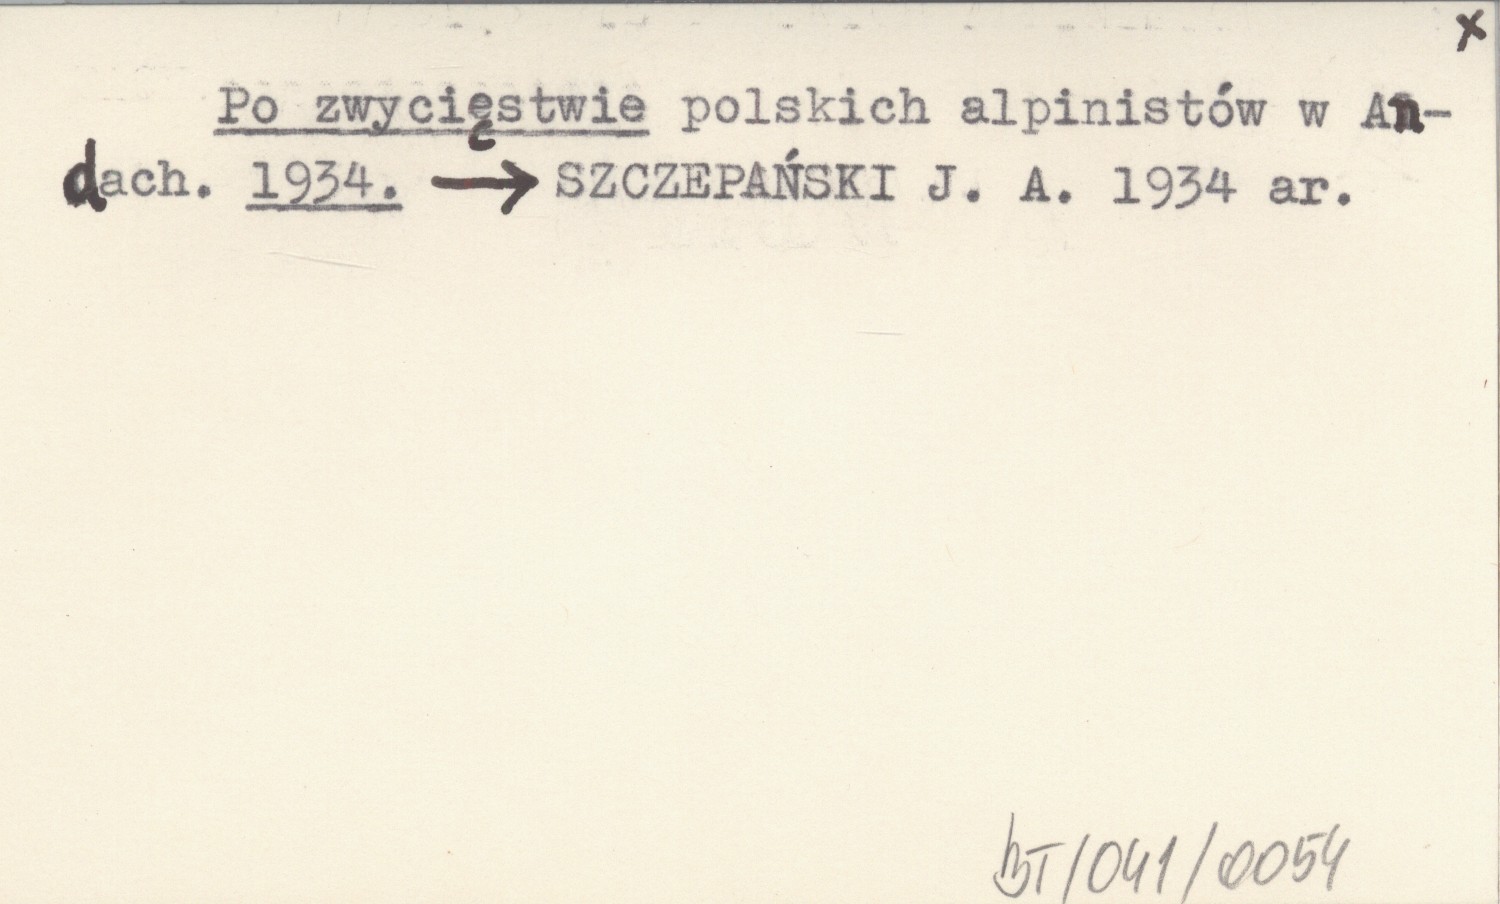 x
Po zwycięstwie polskich alpinistów w An-
dach. 1934. → SZCZEPAŃSKI J. A. 1934 ar.
BT/041/0054